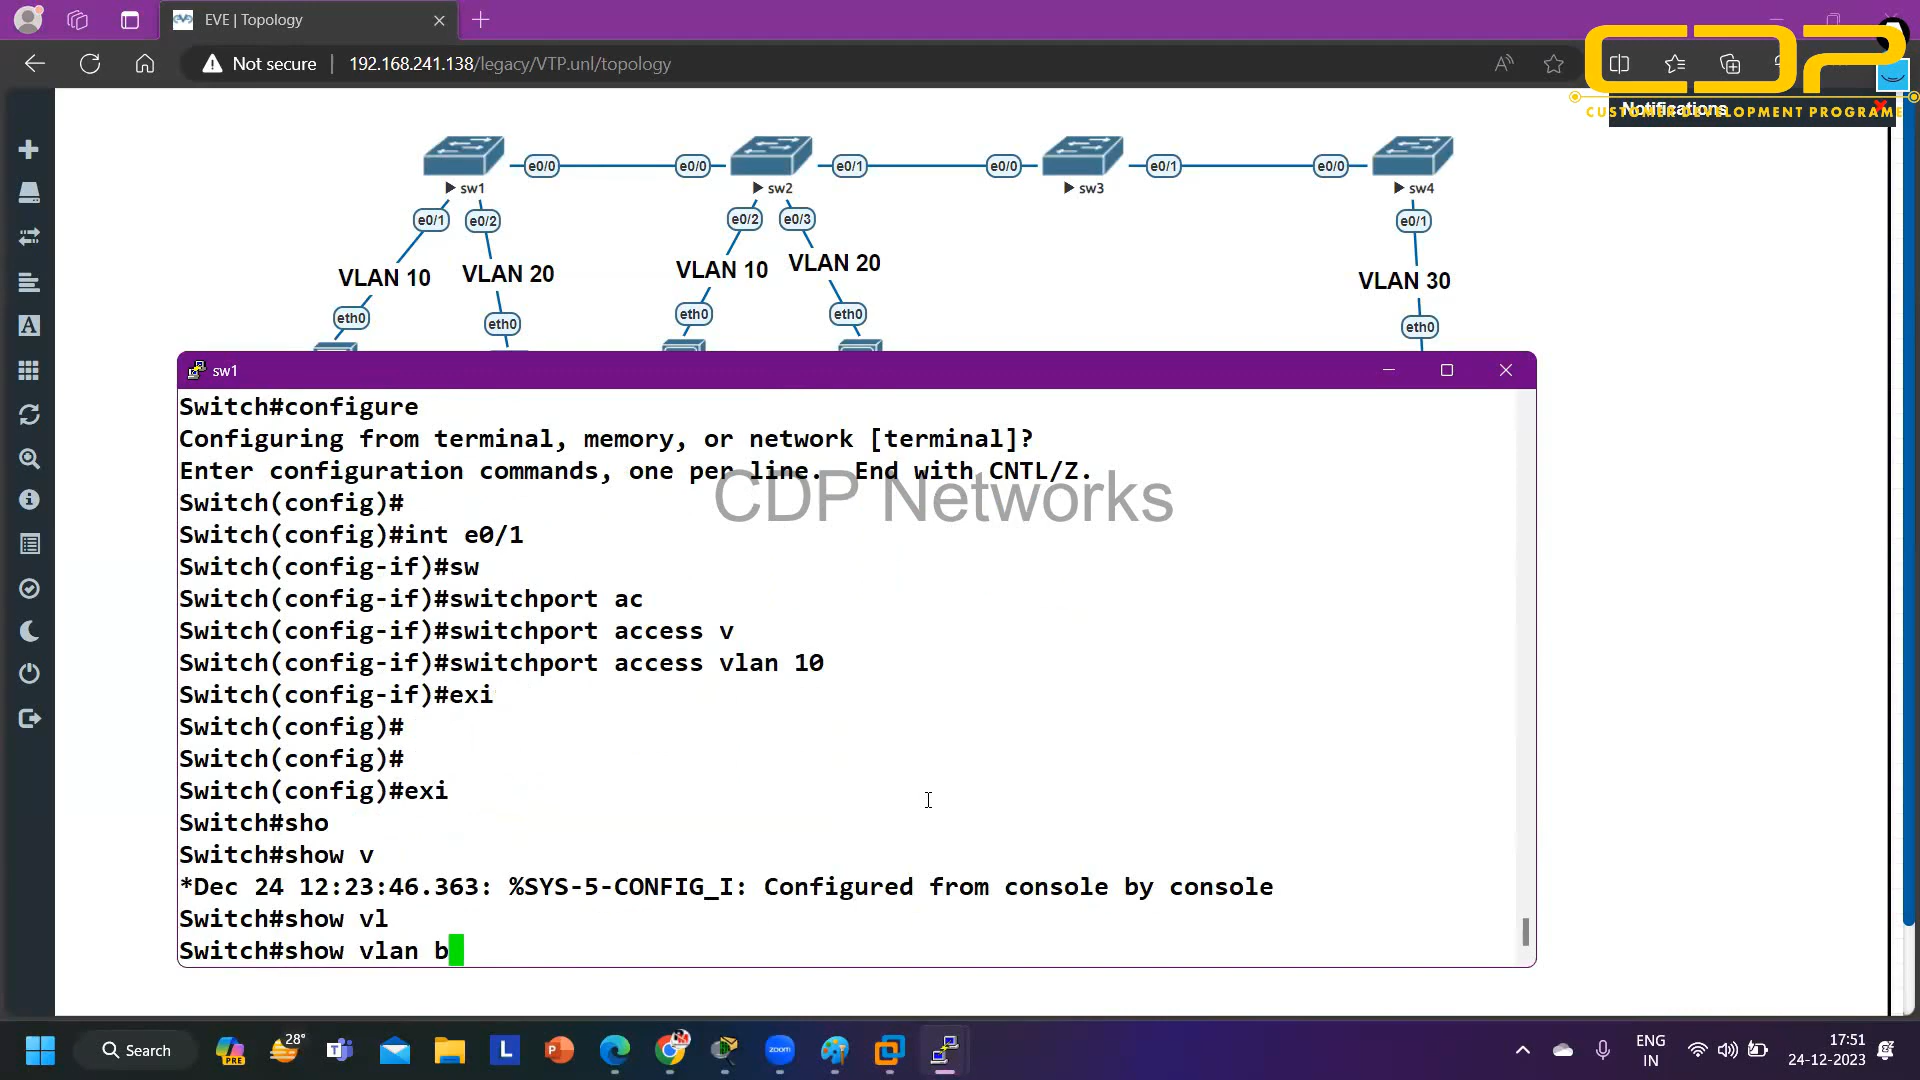 EVE | Topology
Not secure
192.168.241.138/legacy/VTP.unl/topology
CDP
CUSTOMER DEVELOPMENT PROGRAME
Notifications
e0/0
e0/0
e0/1
e0/0
e0/1
e0/0
sw1
sw2
sw3
sw4
e0/1
e0/2
e0/2
e0/3
e0/1
VLAN 10
VLAN 20
VLAN 10
VLAN 20
VLAN 30
eth0
eth0
eth0
eth0
eth0
sw1
Switch#configure
Configuring from terminal, memory, or network [terminal]?
Enter configuration commands, one per line.  End with CNTL/Z.
Switch(config)#
Switch(config)#int e0/1
Switch(config-if)#sw
Switch(config-if)#switchport ac
Switch(config-if)#switchport access v
Switch(config-if)#switchport access vlan 10
Switch(config-if)#exi
Switch(config)#
Switch(config)#
Switch(config)#exi
Switch#sho
Switch#show v
*Dec 24 12:23:46.363: %SYS-5-CONFIG_I: Configured from console by console
Switch#show vl
Switch#show vlan b
CDP Networks
Search
PRE
28°
L
zoom
ENG
IN
17:51
24-12-2023